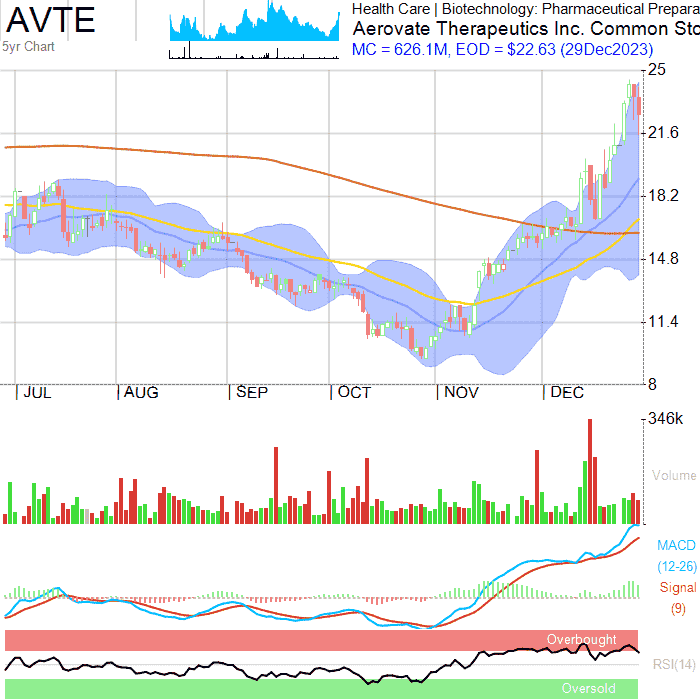 AVTE
5yr Chart
Health Care | Biotechnology: Pharmaceutical Prepara
Aerovate Therapeutics Inc. Common Sto
MC = 626.1M, EOD = $22.63 (29Dec2023)
25
21.6
18.2
14.8
11.4
8
JUL AUG SEP OCT NOV DEC
346k
Volume
MACD
(12-26)
Signal
(9)
Overbought
RSI(14)
Oversold